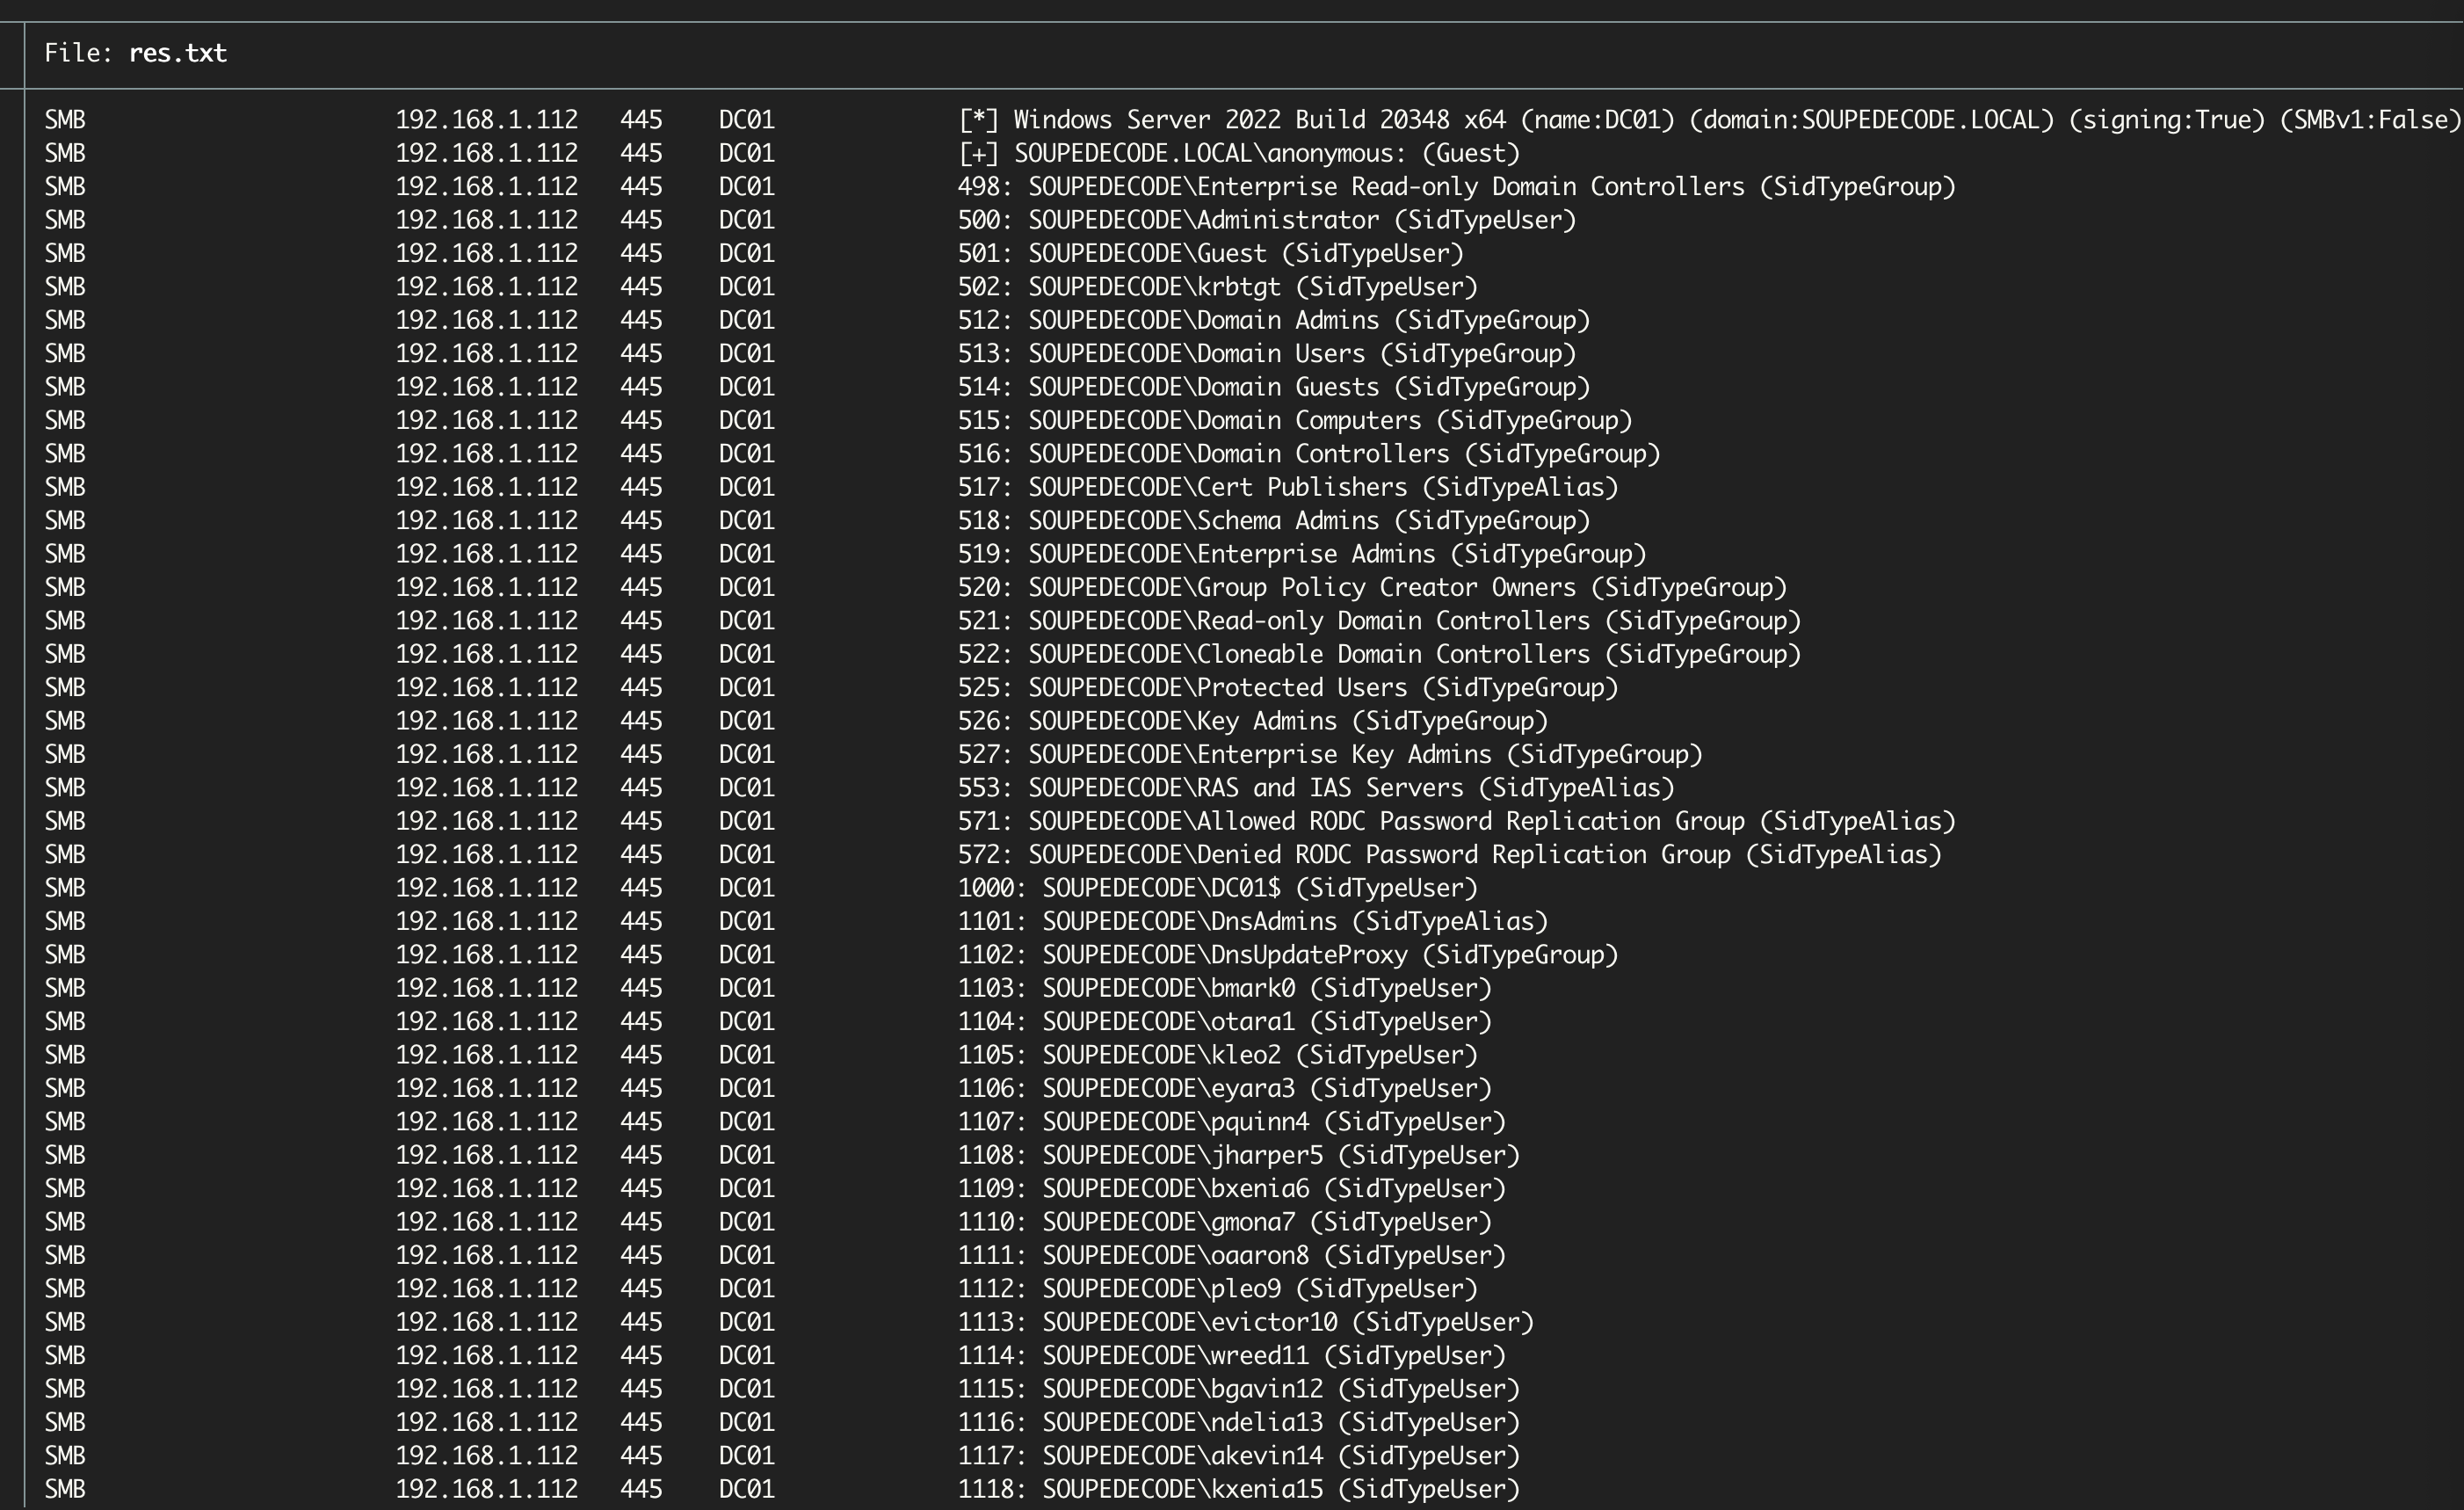 File: res.txt
SMB 192.168.1.112 445 DC01 [*] Windows Server 2022 Build 20348 x64 (name:DC01) (domain:SOUPEDECODE.LOCAL) (signing:True) (SMBv1:False)
SMB 192.168.1.112 445 DC01 [+] SOUPEDECODE.LOCAL\anonymous: (Guest)
SMB 192.168.1.112 445 DC01 498: SOUPEDECODE\Enterprise Read-only Domain Controllers (SidTypeGroup)
SMB 192.168.1.112 445 DC01 500: SOUPEDECODE\Administrator (SidTypeUser)
SMB 192.168.1.112 445 DC01 501: SOUPEDECODE\Guest (SidTypeUser)
SMB 192.168.1.112 445 DC01 502: SOUPEDECODE\krbtgt (SidTypeUser)
SMB 192.168.1.112 445 DC01 512: SOUPEDECODE\Domain Admins (SidTypeGroup)
SMB 192.168.1.112 445 DC01 513: SOUPEDECODE\Domain Users (SidTypeGroup)
SMB 192.168.1.112 445 DC01 514: SOUPEDECODE\Domain Guests (SidTypeGroup)
SMB 192.168.1.112 445 DC01 515: SOUPEDECODE\Domain Computers (SidTypeGroup)
SMB 192.168.1.112 445 DC01 516: SOUPEDECODE\Domain Controllers (SidTypeGroup)
SMB 192.168.1.112 445 DC01 517: SOUPEDECODE\Cert Publishers (SidTypeAlias)
SMB 192.168.1.112 445 DC01 518: SOUPEDECODE\Schema Admins (SidTypeGroup)
SMB 192.168.1.112 445 DC01 519: SOUPEDECODE\Enterprise Admins (SidTypeGroup)
SMB 192.168.1.112 445 DC01 520: SOUPEDECODE\Group Policy Creator Owners (SidTypeGroup)
SMB 192.168.1.112 445 DC01 521: SOUPEDECODE\Read-only Domain Controllers (SidTypeGroup)
SMB 192.168.1.112 445 DC01 522: SOUPEDECODE\Cloneable Domain Controllers (SidTypeGroup)
SMB 192.168.1.112 445 DC01 525: SOUPEDECODE\Protected Users (SidTypeGroup)
SMB 192.168.1.112 445 DC01 526: SOUPEDECODE\Key Admins (SidTypeGroup)
SMB 192.168.1.112 445 DC01 527: SOUPEDECODE\Enterprise Key Admins (SidTypeGroup)
SMB 192.168.1.112 445 DC01 553: SOUPEDECODE\RAS and IAS Servers (SidTypeAlias)
SMB 192.168.1.112 445 DC01 571: SOUPEDECODE\Allowed RODC Password Replication Group (SidTypeAlias)
SMB 192.168.1.112 445 DC01 572: SOUPEDECODE\Denied RODC Password Replication Group (SidTypeAlias)
SMB 192.168.1.112 445 DC01 1000: SOUPEDECODE\DC01$ (SidTypeUser)
SMB 192.168.1.112 445 DC01 1101: SOUPEDECODE\DnsAdmins (SidTypeAlias)
SMB 192.168.1.112 445 DC01 1102: SOUPEDECODE\DnsUpdateProxy (SidTypeGroup)
SMB 192.168.1.112 445 DC01 1103: SOUPEDECODE\bmark0 (SidTypeUser)
SMB 192.168.1.112 445 DC01 1104: SOUPEDECODE\otara1 (SidTypeUser)
SMB 192.168.1.112 445 DC01 1105: SOUPEDECODE\kleo2 (SidTypeUser)
SMB 192.168.1.112 445 DC01 1106: SOUPEDECODE\eyara3 (SidTypeUser)
SMB 192.168.1.112 445 DC01 1107: SOUPEDECODE\pquinn4 (SidTypeUser)
SMB 192.168.1.112 445 DC01 1108: SOUPEDECODE\jharper5 (SidTypeUser)
SMB 192.168.1.112 445 DC01 1109: SOUPEDECODE\bxenia6 (SidTypeUser)
SMB 192.168.1.112 445 DC01 1110: SOUPEDECODE\gmona7 (SidTypeUser)
SMB 192.168.1.112 445 DC01 1111: SOUPEDECODE\oaaron8 (SidTypeUser)
SMB 192.168.1.112 445 DC01 1112: SOUPEDECODE\pleo9 (SidTypeUser)
SMB 192.168.1.112 445 DC01 1113: SOUPEDECODE\evictor10 (SidTypeUser)
SMB 192.168.1.112 445 DC01 1114: SOUPEDECODE\wreed11 (SidTypeUser)
SMB 192.168.1.112 445 DC01 1115: SOUPEDECODE\bgavin12 (SidTypeUser)
SMB 192.168.1.112 445 DC01 1116: SOUPEDECODE\ndelia13 (SidTypeUser)
SMB 192.168.1.112 445 DC01 1117: SOUPEDECODE\akevin14 (SidTypeUser)
SMB 192.168.1.112 445 DC01 1118: SOUPEDECODE\kxenia15 (SidTypeUser)